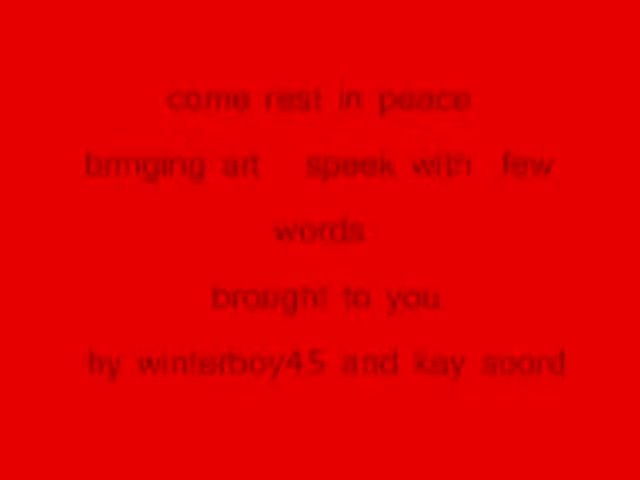 come rest in peace
bringing art speek with few
words
brought to you
by winterboy45 and kay soord